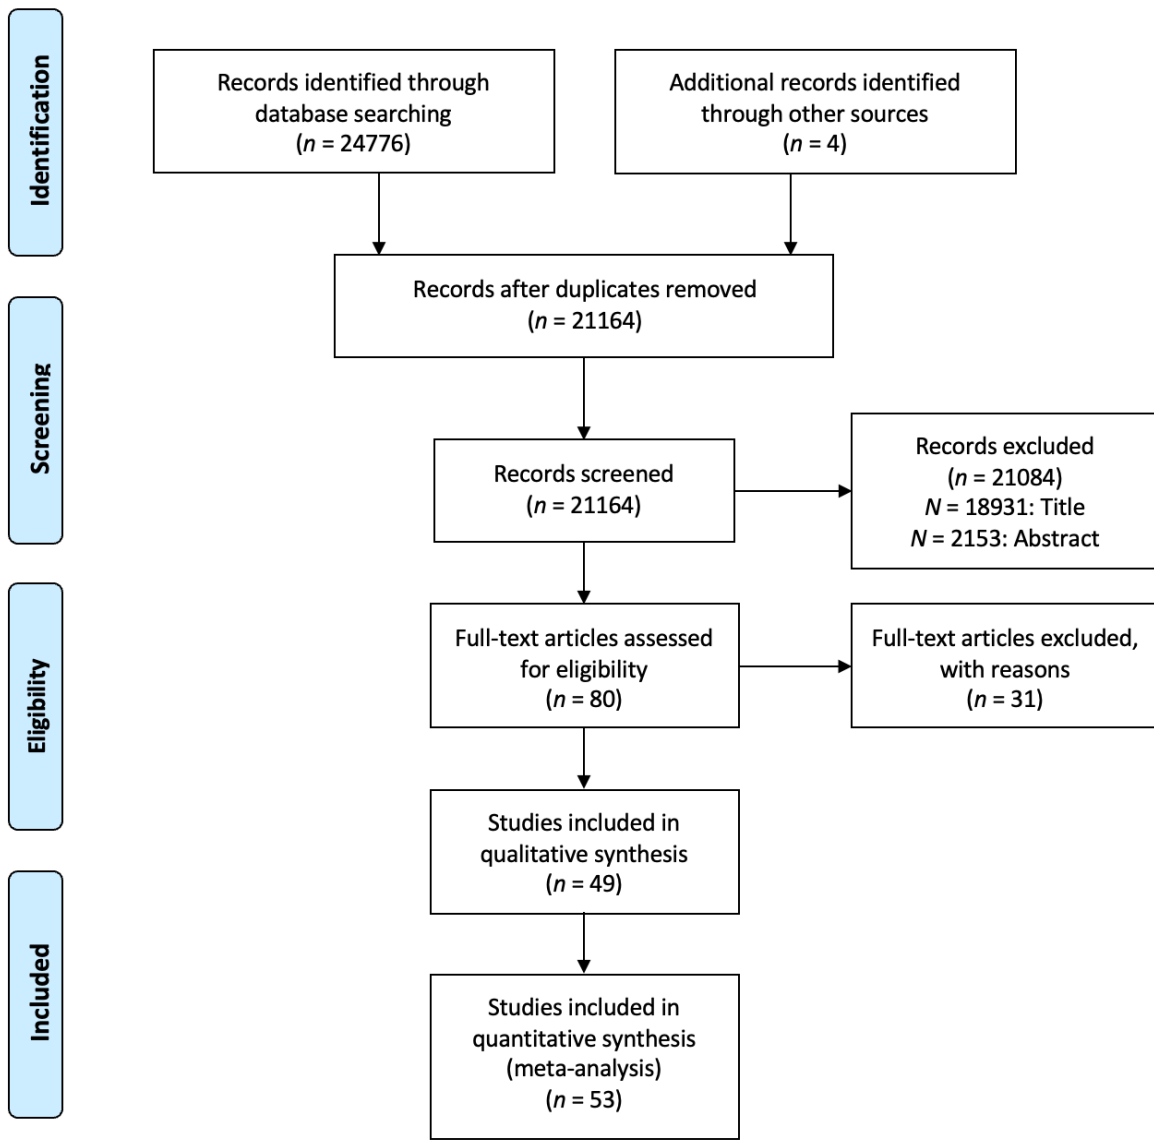 Identification
Records identified through
database searching
(n = 24776)
Additional records identified
through other sources
(n = 4)
Records after duplicates removed
(n = 21164)
Screening
Records screened
(n = 21164)
Records excluded
(n = 21084)
N = 18931: Title
N = 2153: Abstract
Eligibility
Full-text articles assessed
for eligibility
(n = 80)
Full-text articles excluded,
with reasons
(n = 31)
Studies included in
qualitative synthesis
(n = 49)
Included
Studies included in
quantitative synthesis
(meta-analysis)
(n = 53)